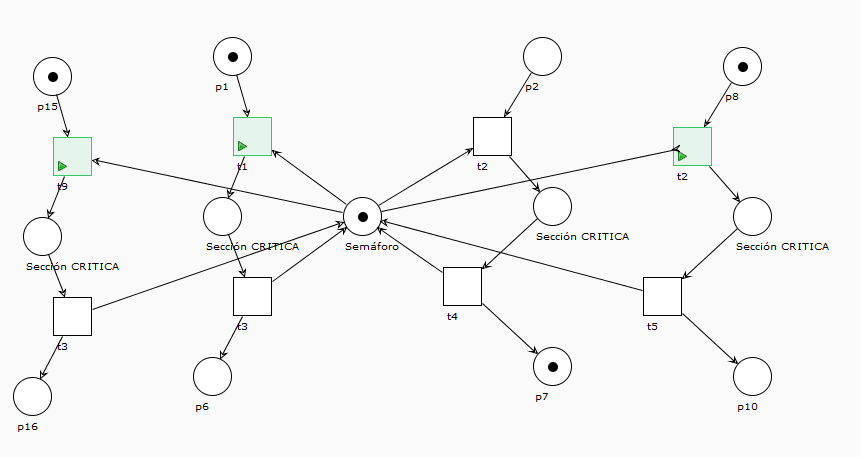 p15
p1
p2
p8
t9
t1
t2
t2
Sección CRITICA
Sección CRITICA
Semáforo
Sección CRITICA
Sección CRITICA
t3
t3
t4
t5
p16
p6
p7
p10